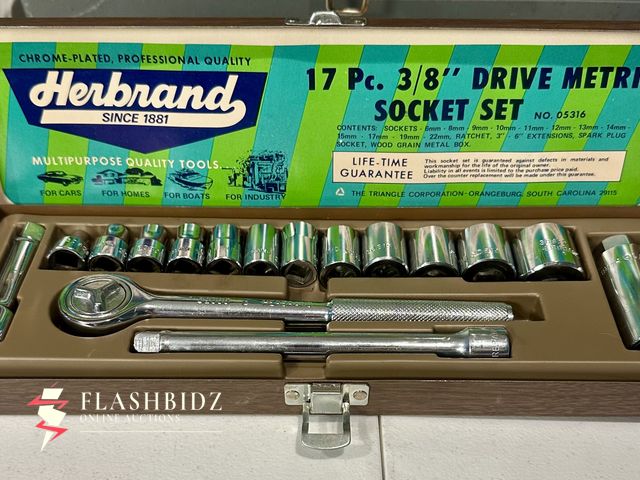 CHROME-PLATED, PROFESSIONAL QUALITY
Herbrand
SINCE 1881
MULTIPURPOSE QUALITY TOOLS...
FOR CARS FOR HOMES FOR BOATS FOR INDUSTRY
17 Pc. 3/8" DRIVE METRI
SOCKET SET NO. 05316
CONTENTS: SOCKETS - 6mm - 8mm - 9mm - 10mm - 11mm - 12mm - 13mm - 14mm -
15mm - 17mm - 19mm - 22mm, RATCHET, 3" - 6" EXTENSIONS, SPARK PLUG
SOCKET, WOOD GRAIN METAL BOX.
LIFE-TIME
GUARANTEE
This socket set is guaranteed against defects in materials and
workmanship for the life of the original owner.
Liability in all events is limited to the purchase price paid.
Over the counter replacement will be made under this guarantee.
THE TRIANGLE CORPORATION-ORANGEBURG, SOUTH CAROLINA 29115
FLASHBIDZ
ONLINE AUCTIONS